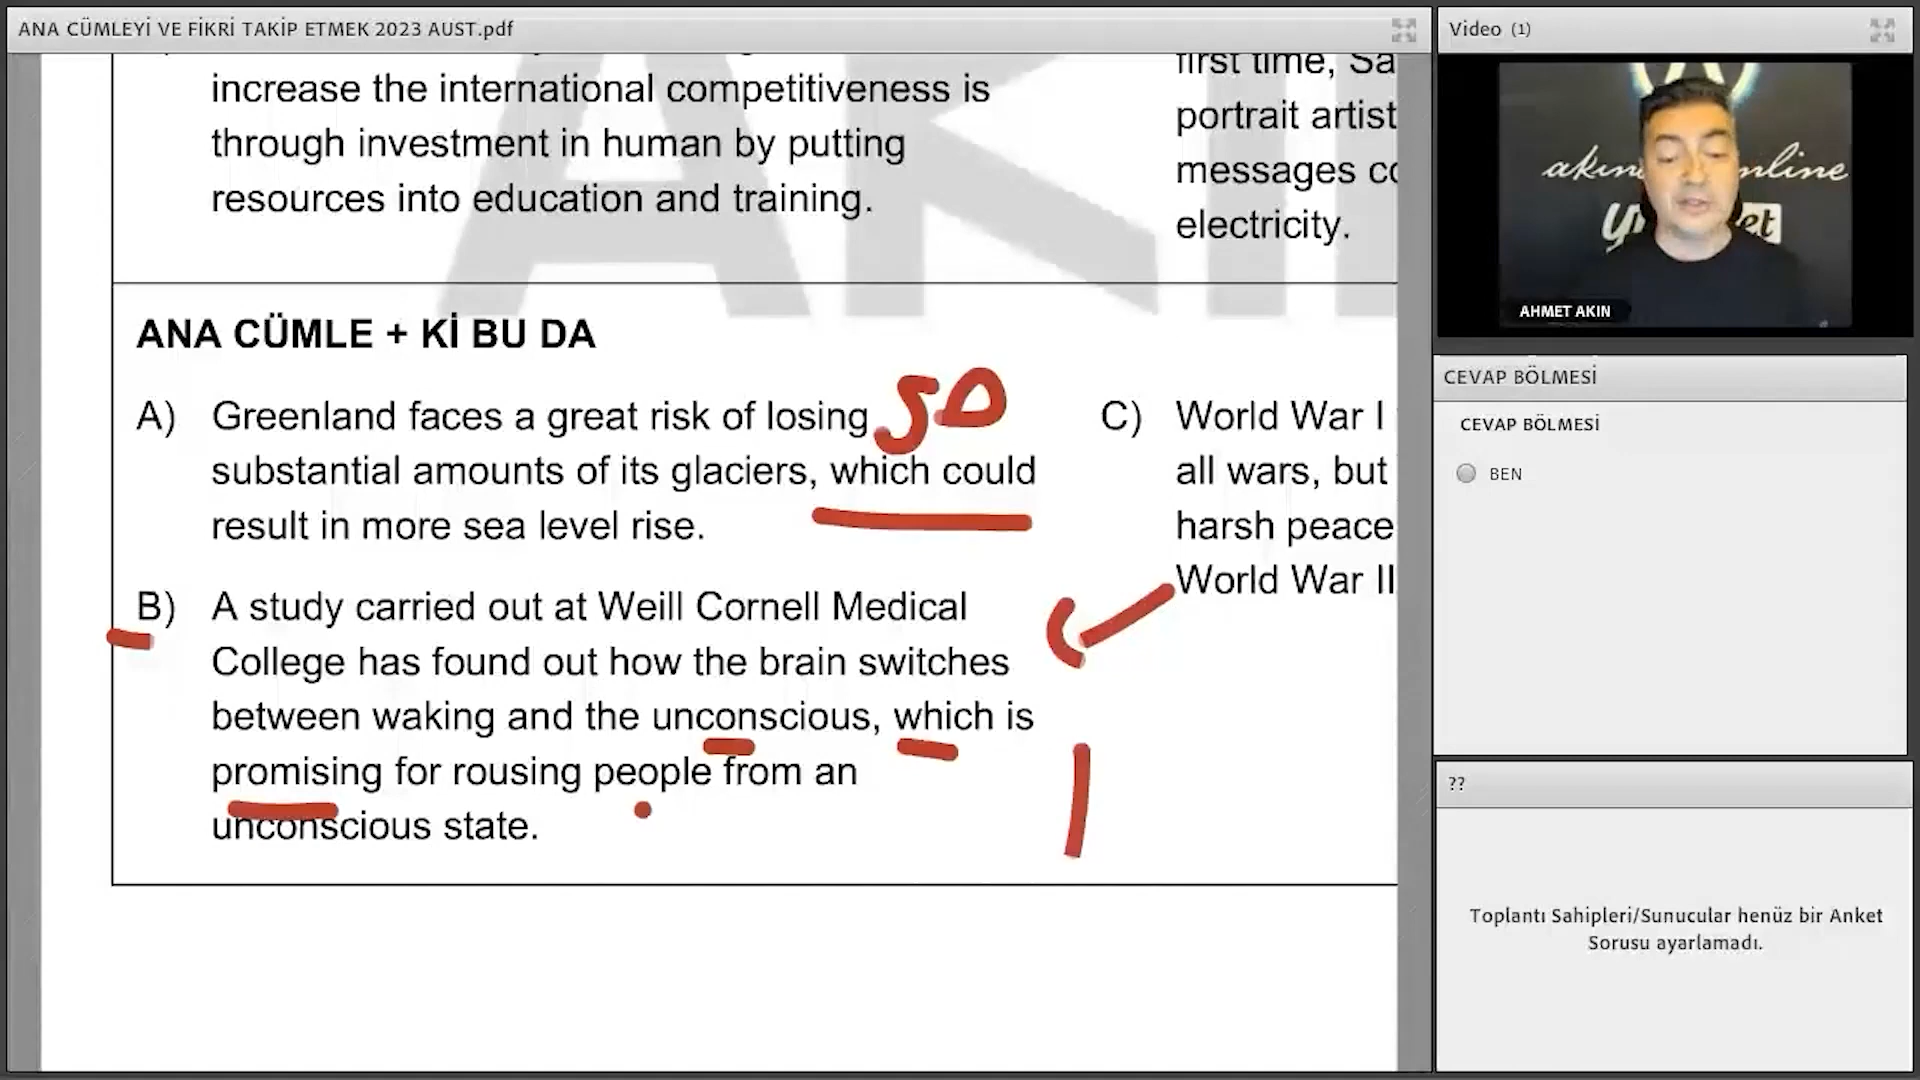 ANA CÜMLEYİ VE FİKRİ TAKİP ETMEK 2023 AUST.pdf
increase the international competitiveness is
through investment in human by putting
resources into education and training.
first time, Sa
portrait artist
messages co
electricity.
AKI
ANA CÜMLE + Kİ BU DA
A) Greenland faces a great risk of losing
substantial amounts of its glaciers, which could
result in more sea level rise.
SO
B) A study carried out at Weill Cornell Medical
College has found out how the brain switches
between waking and the unconscious, which is
promising for rousing people from an
unconscious state.
C) World War I
all wars, but
harsh peace
World War II
Video (1)
akın online
et
AHMET AKIN
CEVAP BÖLMESİ
CEVAP BÖLMESİ
BEN
??
Toplantı Sahipleri/Sunucular henüz bir Anket
Sorusu ayarlamadı.